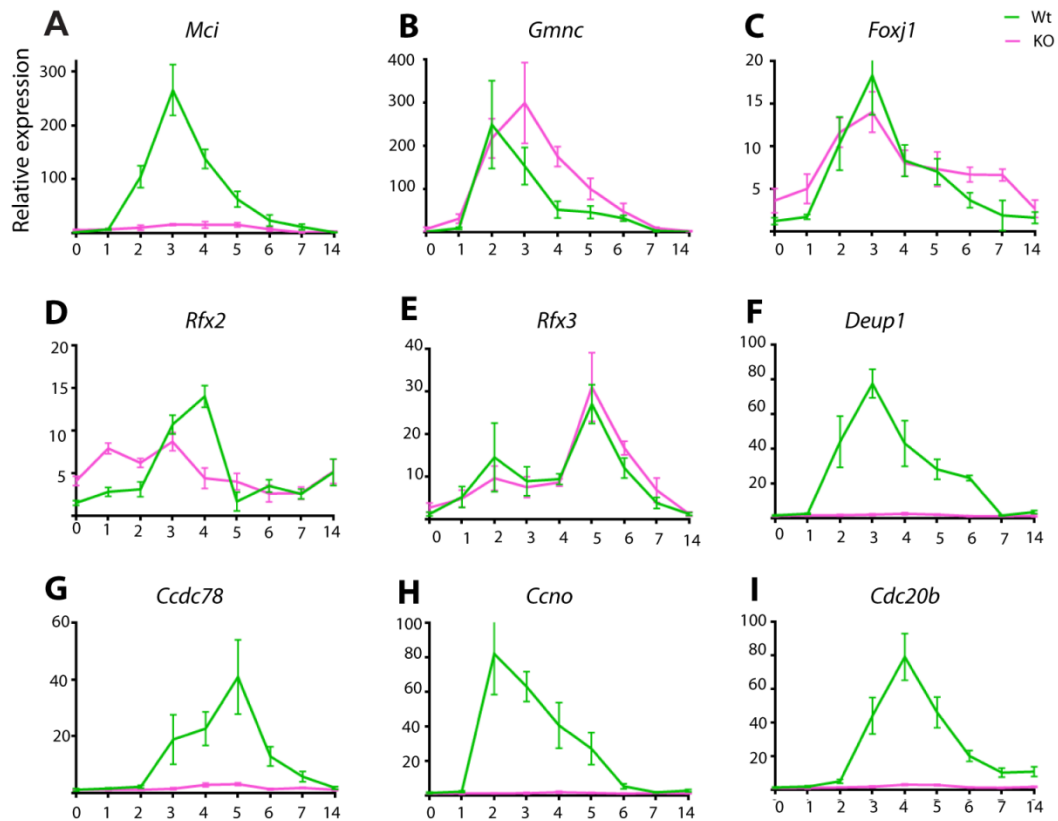 A Mci
B Gmnc
C Foxj1
Wt
KO
Relative expression
300
200
100
0 1 2 3 4 5 6 7 14
400
300
200
100
0 1 2 3 4 5 6 7 14
20
15
10
5
0 1 2 3 4 5 6 7 14
D Rfx2
E Rfx3
F Deup1
20
15
10
5
0 1 2 3 4 5 6 7 14
40
30
20
10
0 1 2 3 4 5 6 7 14
100
80
60
40
20
0 1 2 3 4 5 6 7 14
G Ccdc78
H Ccno
I Cdc20b
60
40
20
0 1 2 3 4 5 6 7 14
100
80
60
40
20
0 1 2 3 4 5 6 7 14
100
80
60
40
20
0 1 2 3 4 5 6 7 14